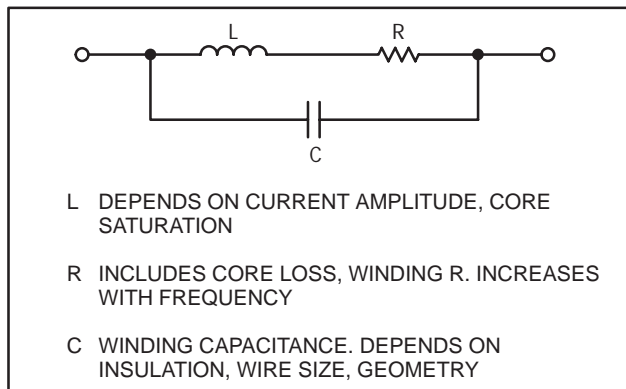 L
R
C
L DEPENDS ON CURRENT AMPLITUDE, CORE
SATURATION
R INCLUDES CORE LOSS, WINDING R. INCREASES
WITH FREQUENCY
C WINDING CAPACITANCE. DEPENDS ON
INSULATION, WIRE SIZE, GEOMETRY